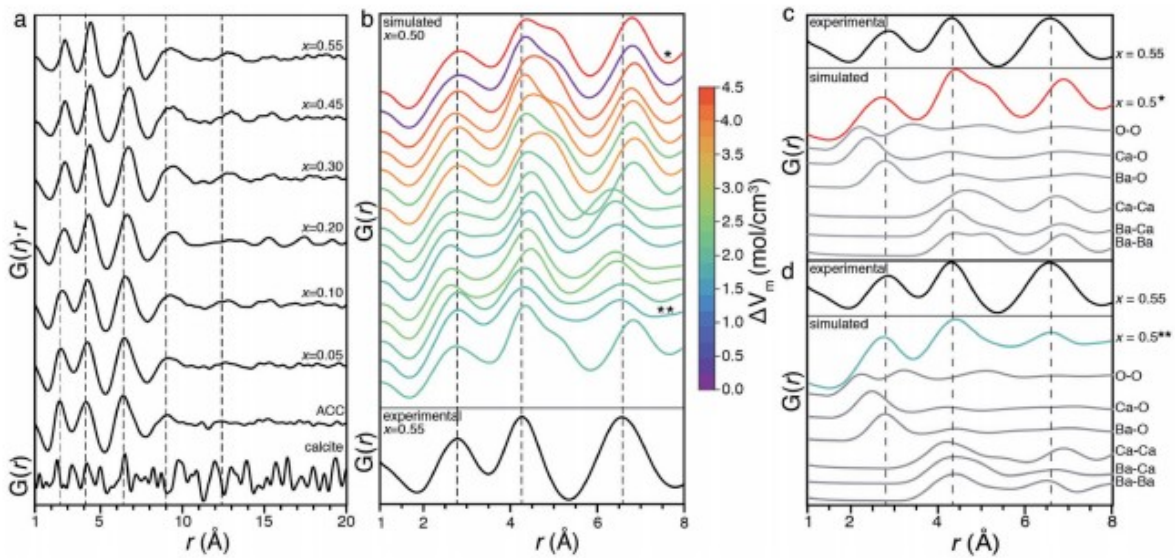 a
x=0.55
x=0.45
x=0.30
x=0.20
x=0.10
x=0.05
ACC
calcite
G(r)·r
G(r)
1 5 10 15 20
r (Å)
b
simulated
x=0.50
*
**
G(r)
experimental
x=0.55
G(r)
1 2 4 6 8
r (Å)
4.5
4.0
3.5
3.0
2.5
2.0
1.5
1.0
0.5
0.0
ΔVm (mol/cm³)
c
experimental
x = 0.55
simulated
x = 0.5*
O-O
Ca-O
Ba-O
Ca-Ca
Ba-Ca
Ba-Ba
G(r)
d
experimental
x = 0.55
simulated
x = 0.5**
O-O
Ca-O
Ba-O
Ca-Ca
Ba-Ca
Ba-Ba
G(r)
1 2 4 6 8
r (Å)